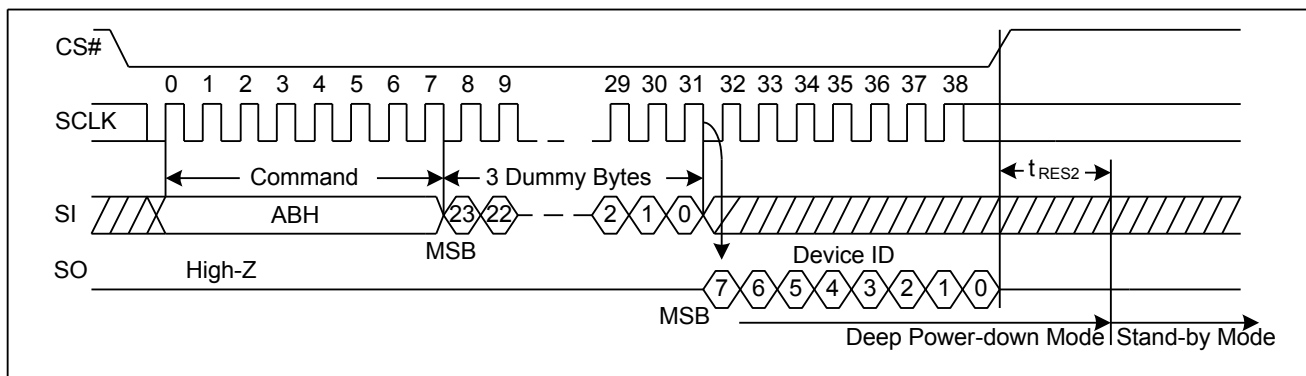 CS#
0 1 2 3 4 5 6 7 8 9 29 30 31 32 33 34 35 36 37 38
SCLK
Command 3 Dummy Bytes tRES2
SI ABH 23 22 2 1 0
MSB
SO High-Z Device ID
7 6 5 4 3 2 1 0
MSB
Deep Power-down Mode Stand-by Mode